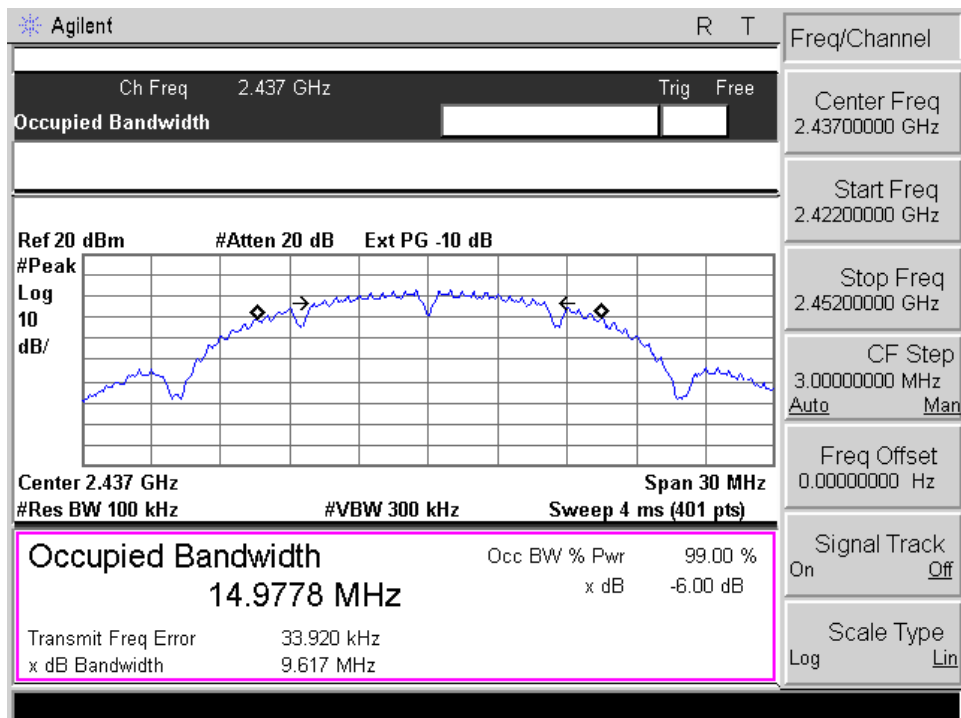 Agilent R T
Freq/Channel
Ch Freq 2.437 GHz Trig Free
Occupied Bandwidth
Center Freq
2.43700000 GHz
Start Freq
2.42200000 GHz
Stop Freq
2.45200000 GHz
CF Step
3.00000000 MHz
Auto Man
Freq Offset
0.00000000 Hz
Signal Track
On Off
Scale Type
Log Lin
Ref 20 dBm #Atten 20 dB Ext PG -10 dB
#Peak
Log
10
dB/
Center 2.437 GHz Span 30 MHz
#Res BW 100 kHz #VBW 300 kHz Sweep 4 ms (401 pts)
Occupied Bandwidth Occ BW % Pwr 99.00 %
14.9778 MHz x dB -6.00 dB
Transmit Freq Error 33.920 kHz
x dB Bandwidth 9.617 MHz